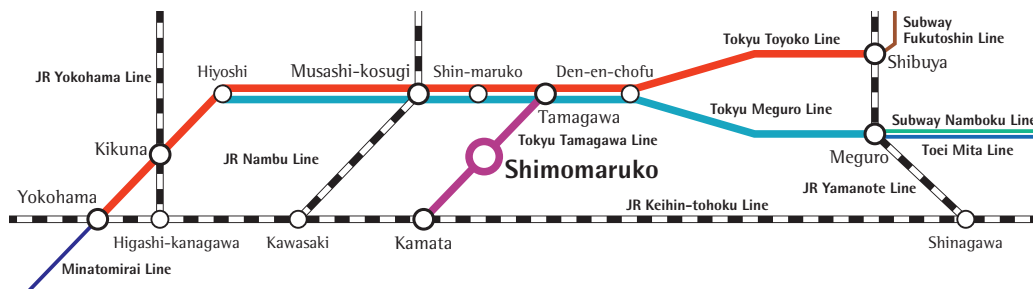 Subway
Fukutoshin Line
Tokyu Toyoko Line
Shibuya
JR Yokohama Line
Hiyoshi
Musashi-kosugi
Shin-maruko
Den-en-chofu
Tamagawa
Tokyu Meguro Line
Subway Namboku Line
Toei Mita Line
Meguro
Kikuna
JR Nambu Line
Tokyu Tamagawa Line
Shimomaruko
JR Yamanote Line
Yokohama
JR Keihin-tohoku Line
Higashi-kanagawa
Kawasaki
Kamata
Shinagawa
Minatomirai Line